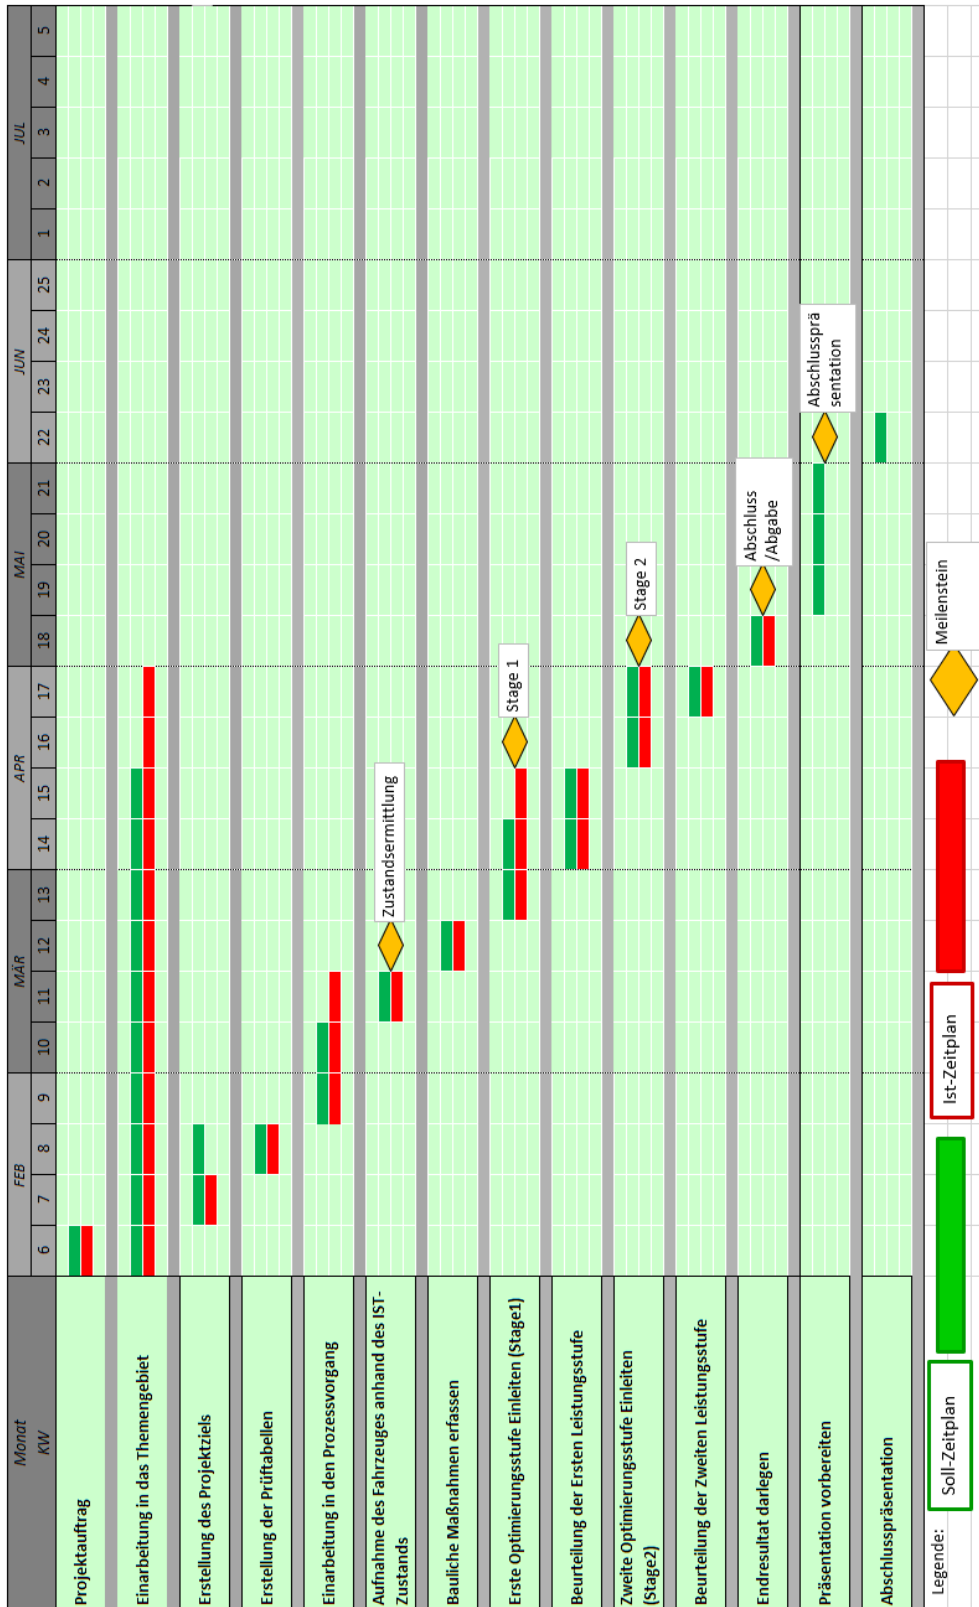 Monat FEB MÄR APR MAI JUN JUL
KW 6 7 8 9 10 11 12 13 14 15 16 17 18 19 20 21 22 23 24 25 1 2 3 4 5
Projektauftrag
Einarbeitung in das Themengebiet
Erstellung des Projektziels
Erstellung der Prüftabellen
Einarbeitung in den Prozessvorgang
Aufnahme des Fahrzeuges anhand des IST-
Zustands
Zustandsermittlung
Bauliche Maßnahmen erfassen
Erste Optimierungsstufe Einleiten (Stage1)
Stage 1
Beurteilung der Ersten Leistungsstufe
Zweite Optimierungsstufe Einleiten
(Stage2)
Stage 2
Beurteilung der Zweiten Leistungsstufe
Endresultat darlegen
Abschluss
/Abgabe
Präsentation vorbereiten
Abschlussprä
sentation
Abschlusspräsentation
Legende: Soll-Zeitplan Ist-Zeitplan Meilenstein